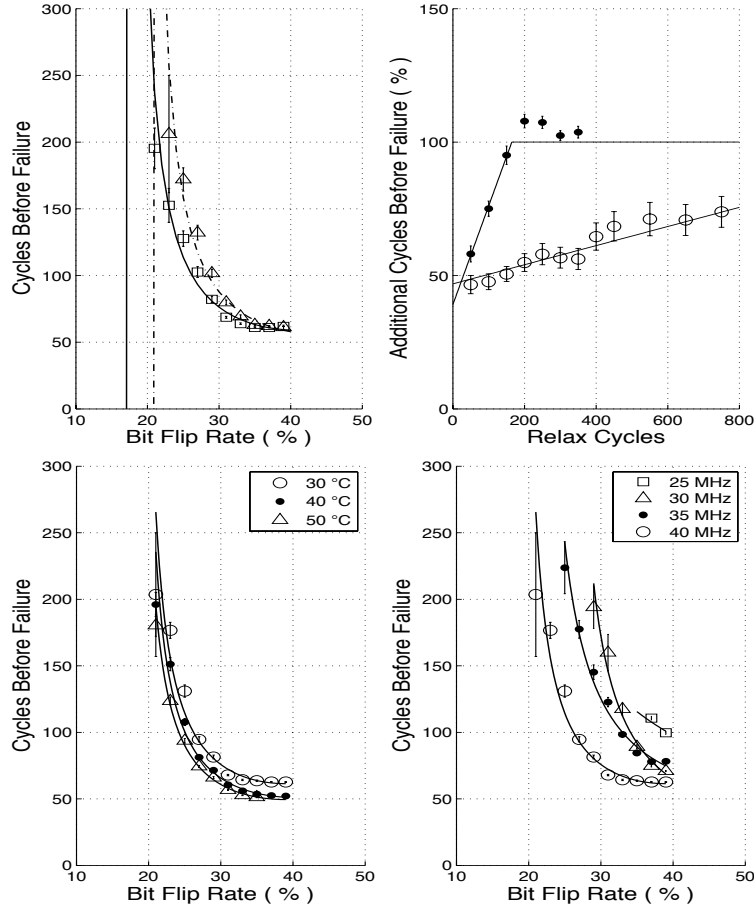 300
250
200
150
100
50
0
Cycles Before Failure
10 20 30 40 50
Bit Flip Rate ( % )
150
100
50
0
Additional Cycles Before Failure ( % )
0 200 400 600 800
Relax Cycles
300
250
200
150
100
50
0
Cycles Before Failure
30 °C
40 °C
50 °C
10 20 30 40 50
Bit Flip Rate ( % )
300
250
200
150
100
50
0
Cycles Before Failure
25 MHz
30 MHz
35 MHz
40 MHz
10 20 30 40 50
Bit Flip Rate ( % )